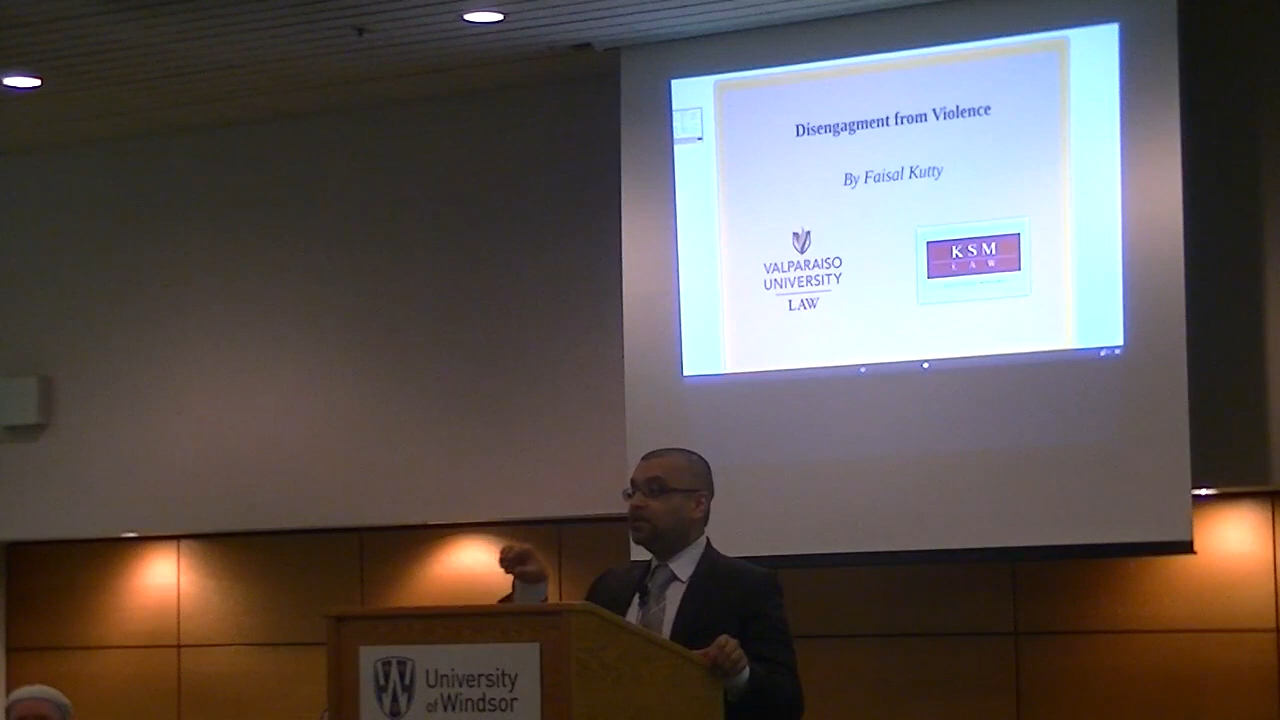 Disengagment from Violence
By Faisal Kutty
VALPARAISO
UNIVERSITY
LAW
KSM
LAW
University
of Windsor